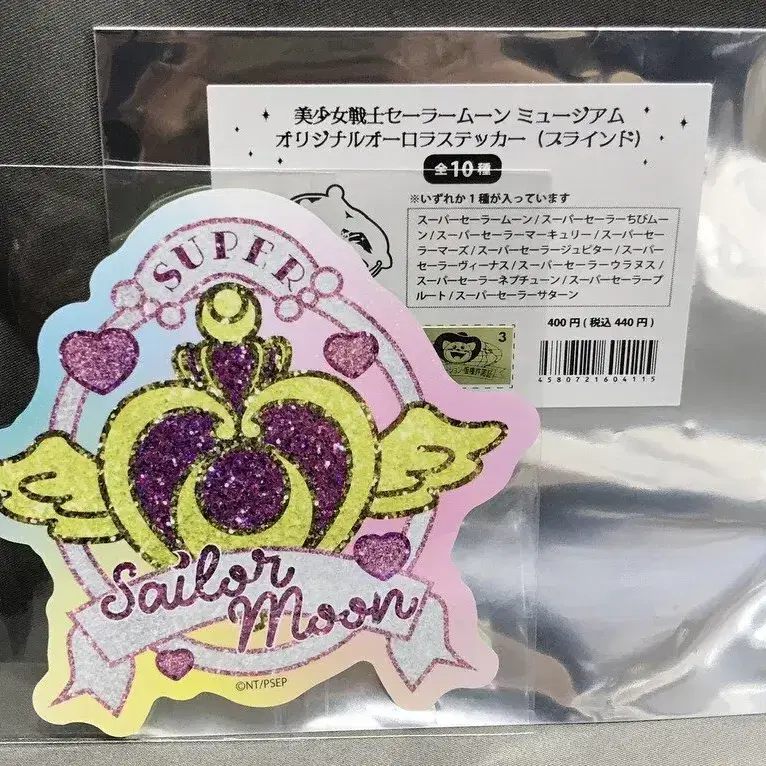 美少女戦士セーラームーン ミュージアム
オリジナルオーロラステッカー（ブラインド）
全10種
※いずれか1種が入っています
スーパーセーラームーン / スーパーセーラーちびムー
ン / スーパーセーラーマーキュリー / スーパーセー
ラーマーズ / スーパーセーラージュピター / スーパー
セーラーヴィーナス / スーパーセーラーウラヌス /
スーパーセーラーネプチューン / スーパーセーラープ
ルート / スーパーセーラーサターン
400円 ( 税込 440円 )
3
4580721604115
SUPER
Sailor
Moon
©NT/PSEP